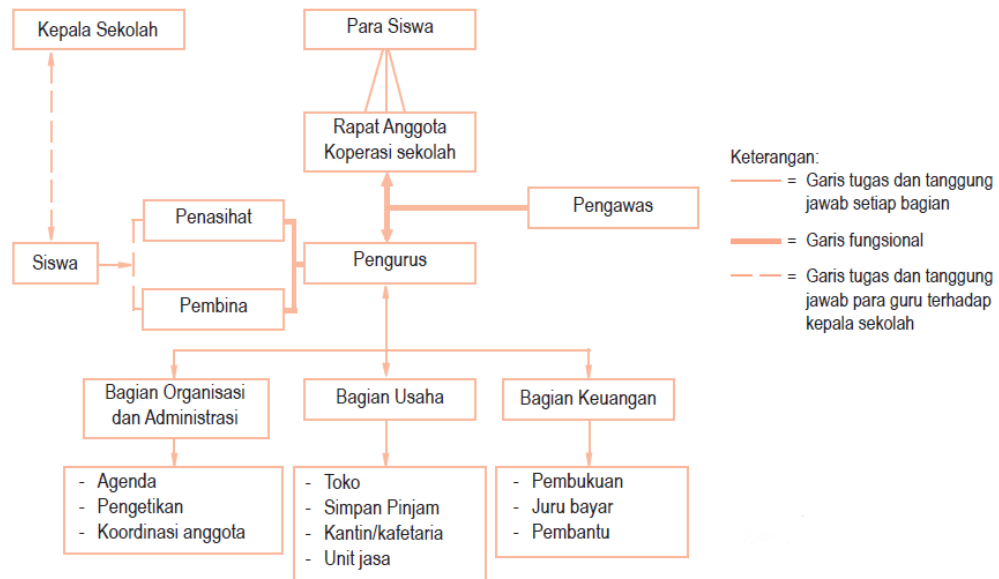 Kepala Sekolah
Para Siswa
Rapat Anggota
Koperasi sekolah
Pengawas
Penasihat
Siswa
Pengurus
Pembina
Keterangan:
= Garis tugas dan tanggung
jawab setiap bagian
= Garis fungsional
= Garis tugas dan tanggung
jawab para guru terhadap
kepala sekolah
Bagian Organisasi
dan Administrasi
Bagian Usaha
Bagian Keuangan
- Agenda
- Pengetikan
- Koordinasi anggota
- Toko
- Simpan Pinjam
- Kantin/kafetaria
- Unit jasa
- Pembukuan
- Juru bayar
- Pembantu